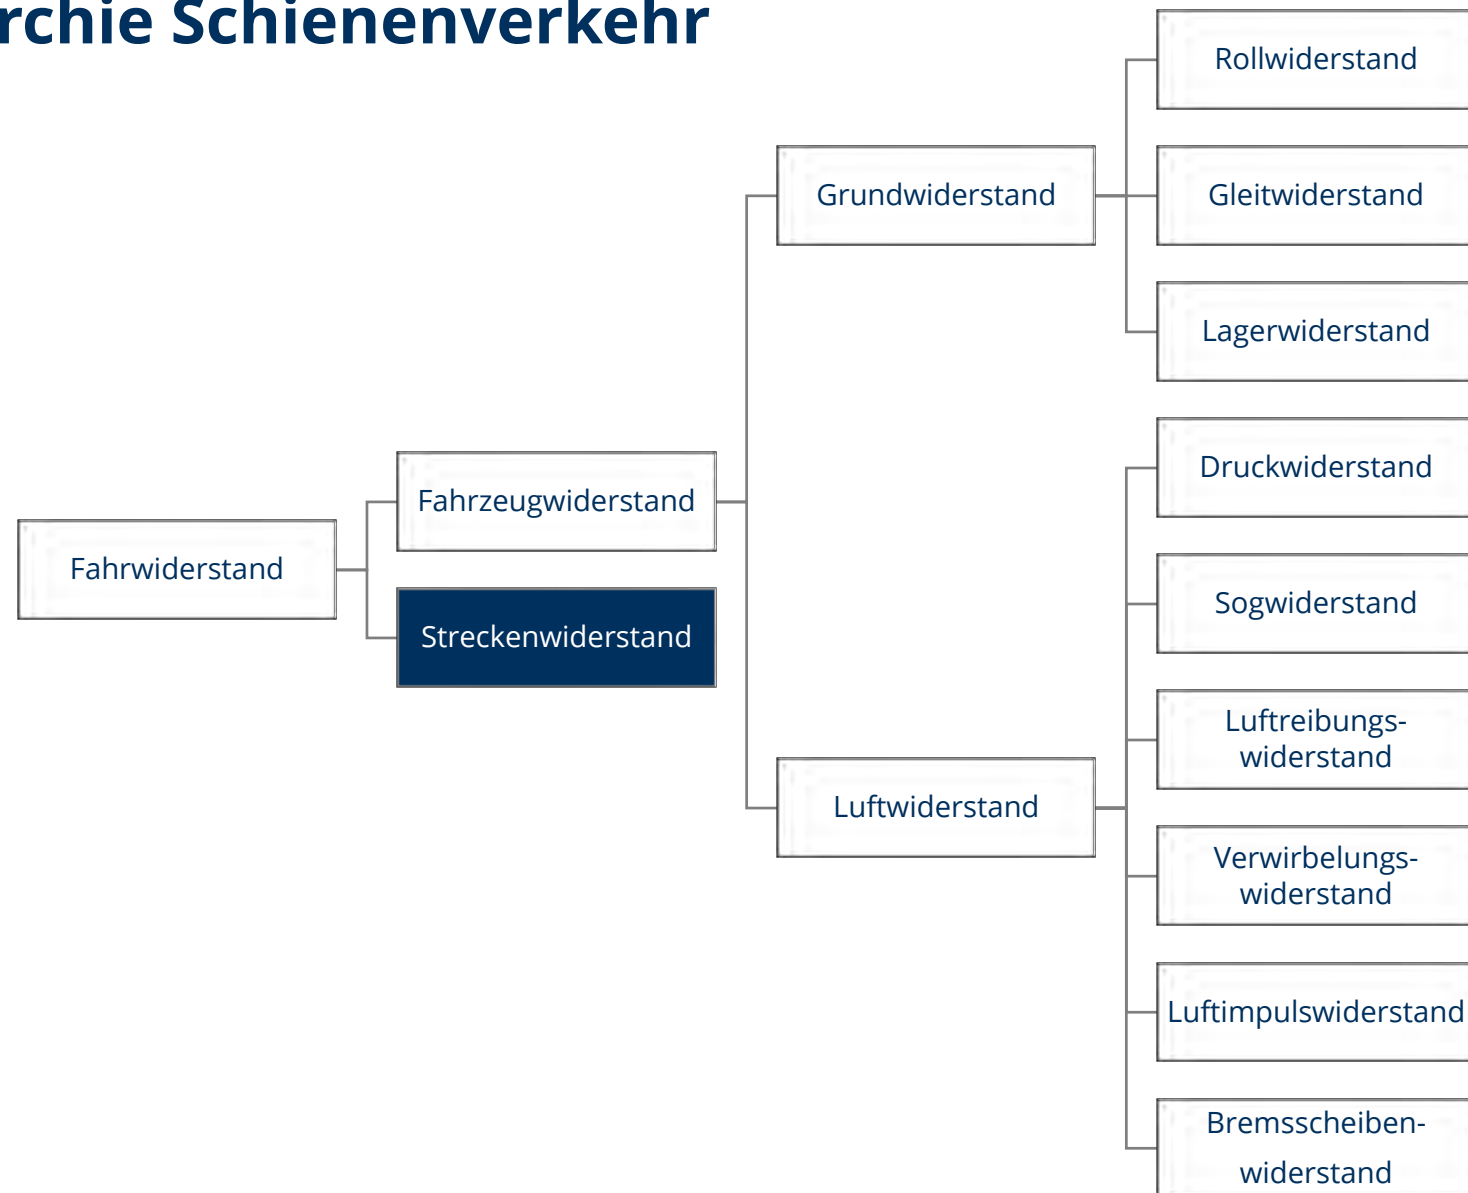 rchie Schienenverkehr
Rollwiderstand
Grundwiderstand
Gleitwiderstand
Lagerwiderstand
Druckwiderstand
Fahrzeugwiderstand
Fahrwiderstand
Sogwiderstand
Streckenwiderstand
Luftreibungs-
widerstand
Luftwiderstand
Verwirbelungs-
widerstand
Luftimpulswiderstand
Bremsscheiben-
widerstand